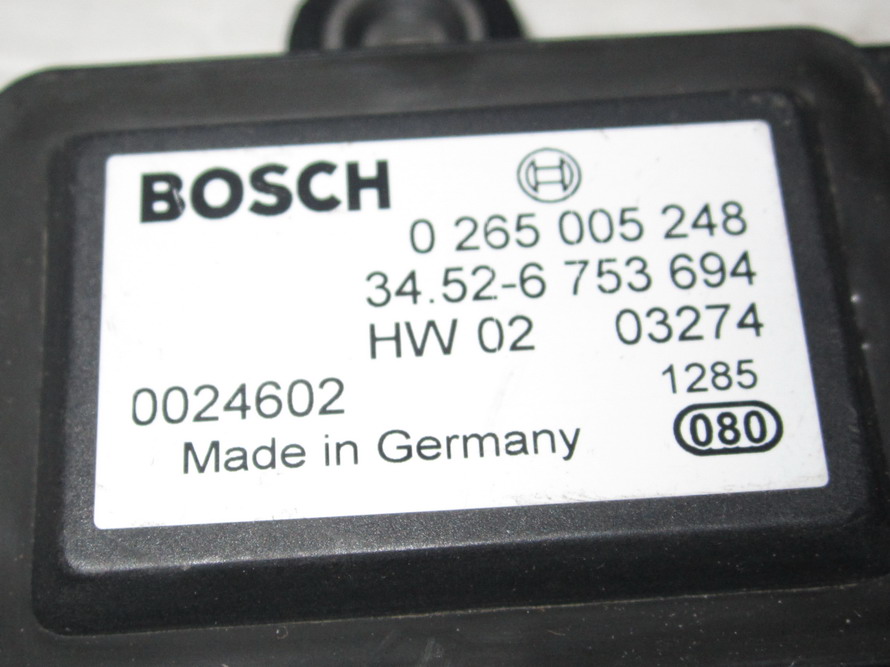 BOSCH
0 265 005 248
34.52-6 753 694
HW 02 03274
0024602 1285
Made in Germany 080